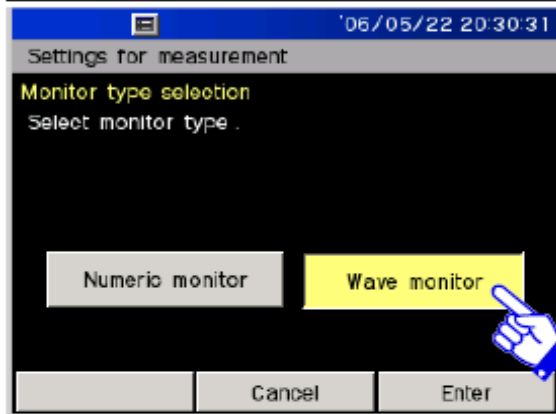 '06/05/22 20:30:31
Settings for measurement
Monitor type selection
Select monitor type .
Numeric monitor
Wave monitor
Cancel
Enter